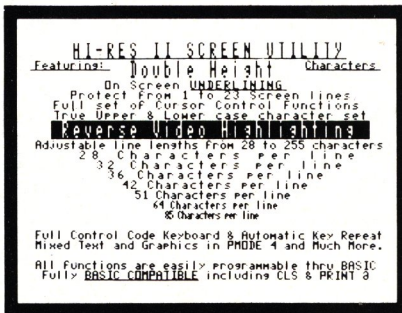 HI-RES II SCREEN UTILITY
Featuring: Double Height Characters
On Screen UNDERLINING
Protect from 1 to 23 Screen lines
Full set of Cursor Control Functions
True Upper & Lower case character set
Reverse Video Highlighting
Adjustable line lengths from 28 to 255 characters
28 Characters per line
32 Characters per line
36 Characters per line
42 Characters per line
51 Characters per line
64 Characters per line
85 Characters per line
Full Control Code Keyboard & Automatic Key Repeat
Mixed Text and Graphics in PMODE 4 and Much More.
All functions are easily programmable thru BASIC
Fully BASIC COMPATIBLE including CLS & PRINT @